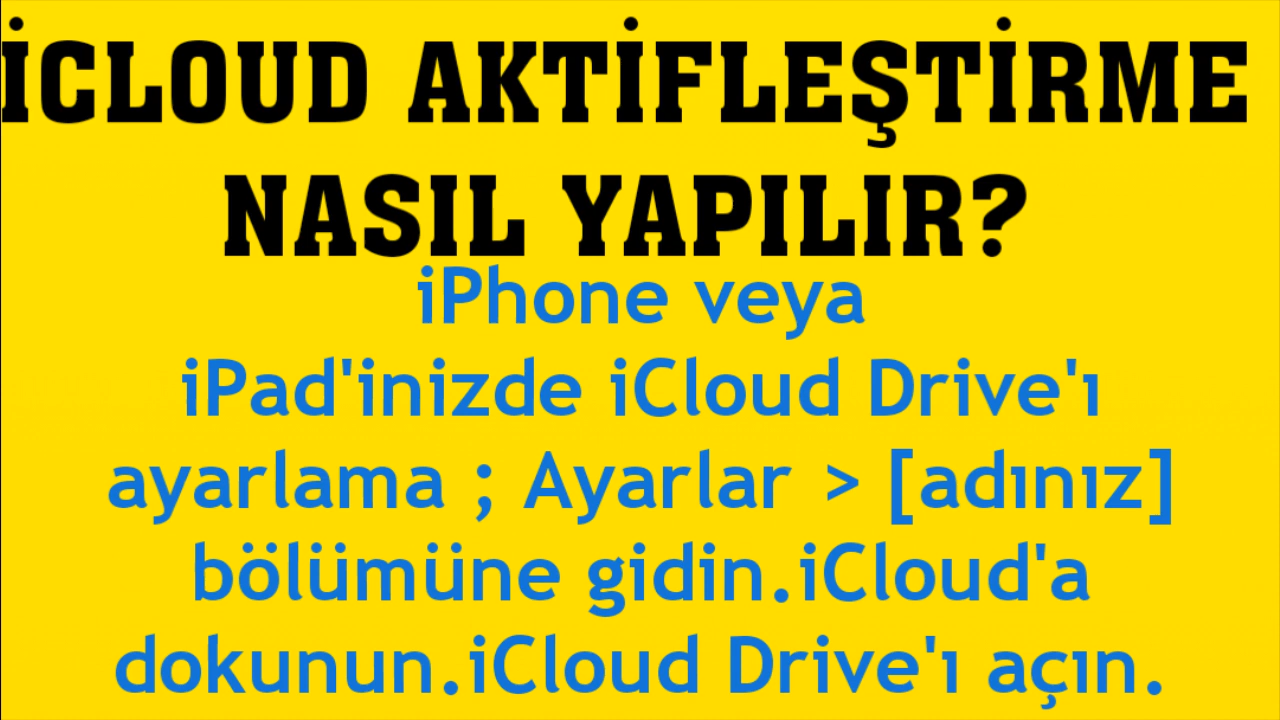 İCLOUD AKTİFLEŞTİRME
NASIL YAPILIR?
iPhone veya
iPad'inizde iCloud Drive'ı
ayarlama ; Ayarlar > [adınız]
bölümüne gidin.iCloud'a
dokunun.iCloud Drive'ı açın.